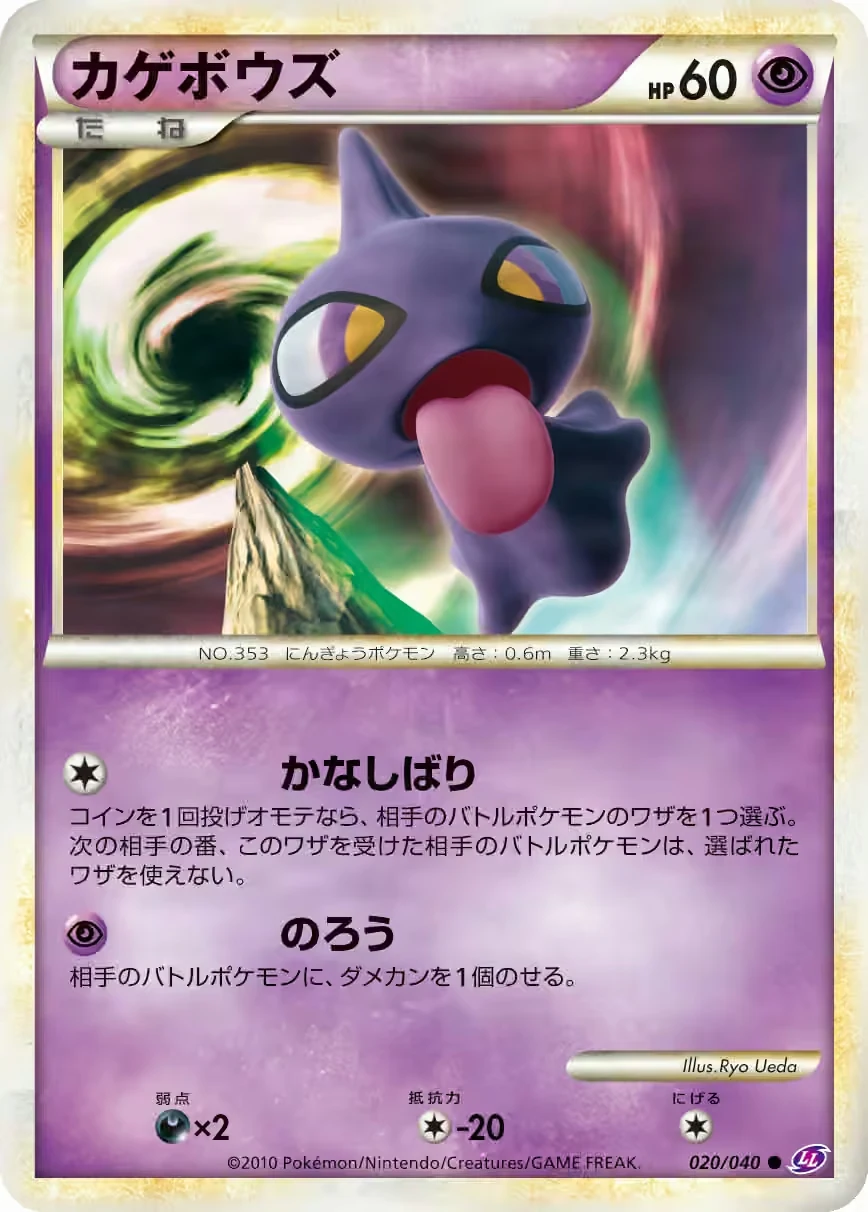 カゲボウズ
HP60
たね
NO.353 にんぎょうポケモン 高さ:0.6m 重さ:2.3kg
かなしばり
コインを1回投げオモテなら、相手のバトルポケモンのワザを1つ選ぶ。
次の相手の番、このワザを受けた相手のバトルポケモンは、選ばれた
ワザを使えない。
のろう
相手のバトルポケモンに、ダメカンを1個のせる。
Illus.Ryo Ueda
弱点 抵抗力 にげる
×2 -20
©2010 Pokémon/Nintendo/Creatures/GAME FREAK. 020/040 ● LL